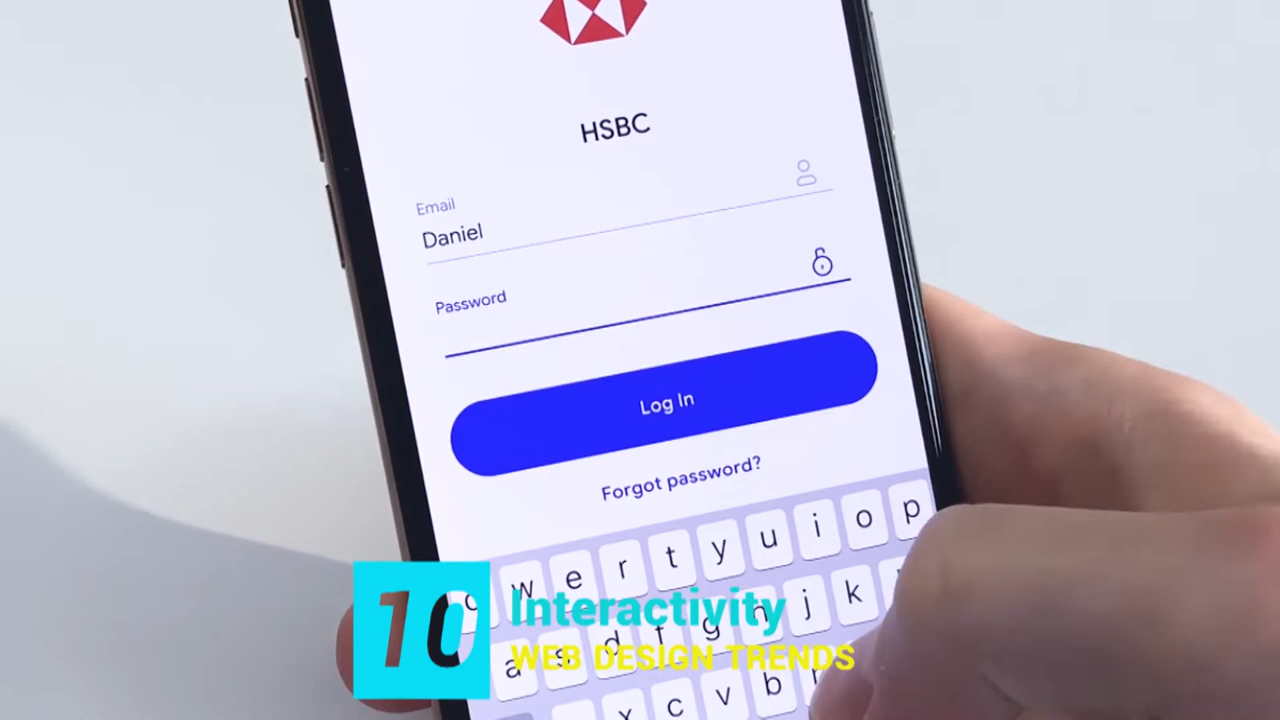 HSBC
Email
Daniel
Password
Log In
Forgot password?
w e r t y u i o p
a s d f g h j k
x c v b
10
Interactivity
WEB DESIGN TRENDS